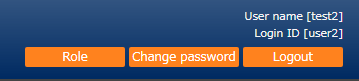 User name [test2]
Login ID [user2]
Role Change password Logout